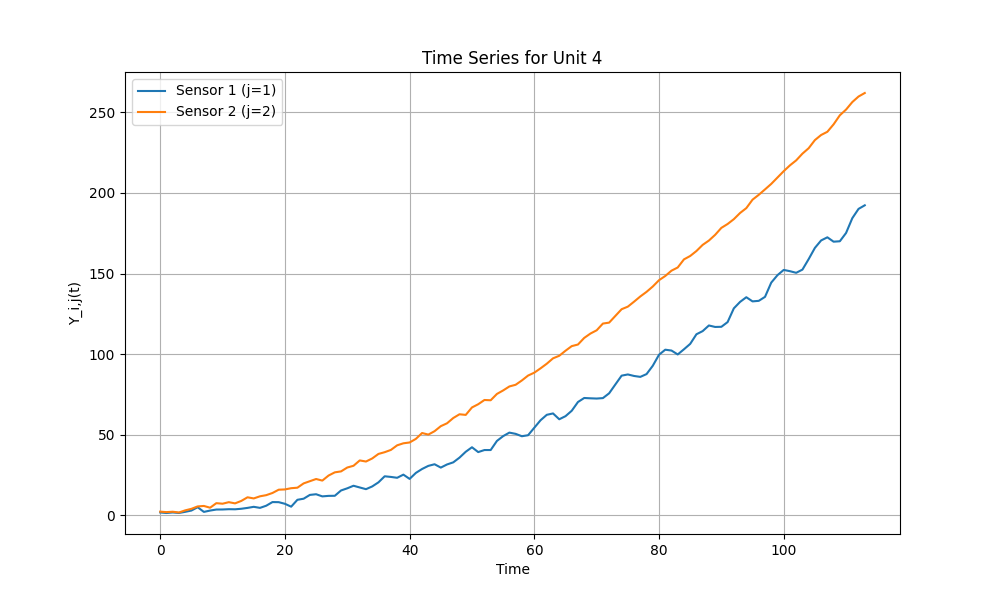 Time Series for Unit 4
Sensor 1 (j=1)
Sensor 2 (j=2)
Y_i,j(t)
250
200
150
100
50
0
0 20 40 60 80 100
Time